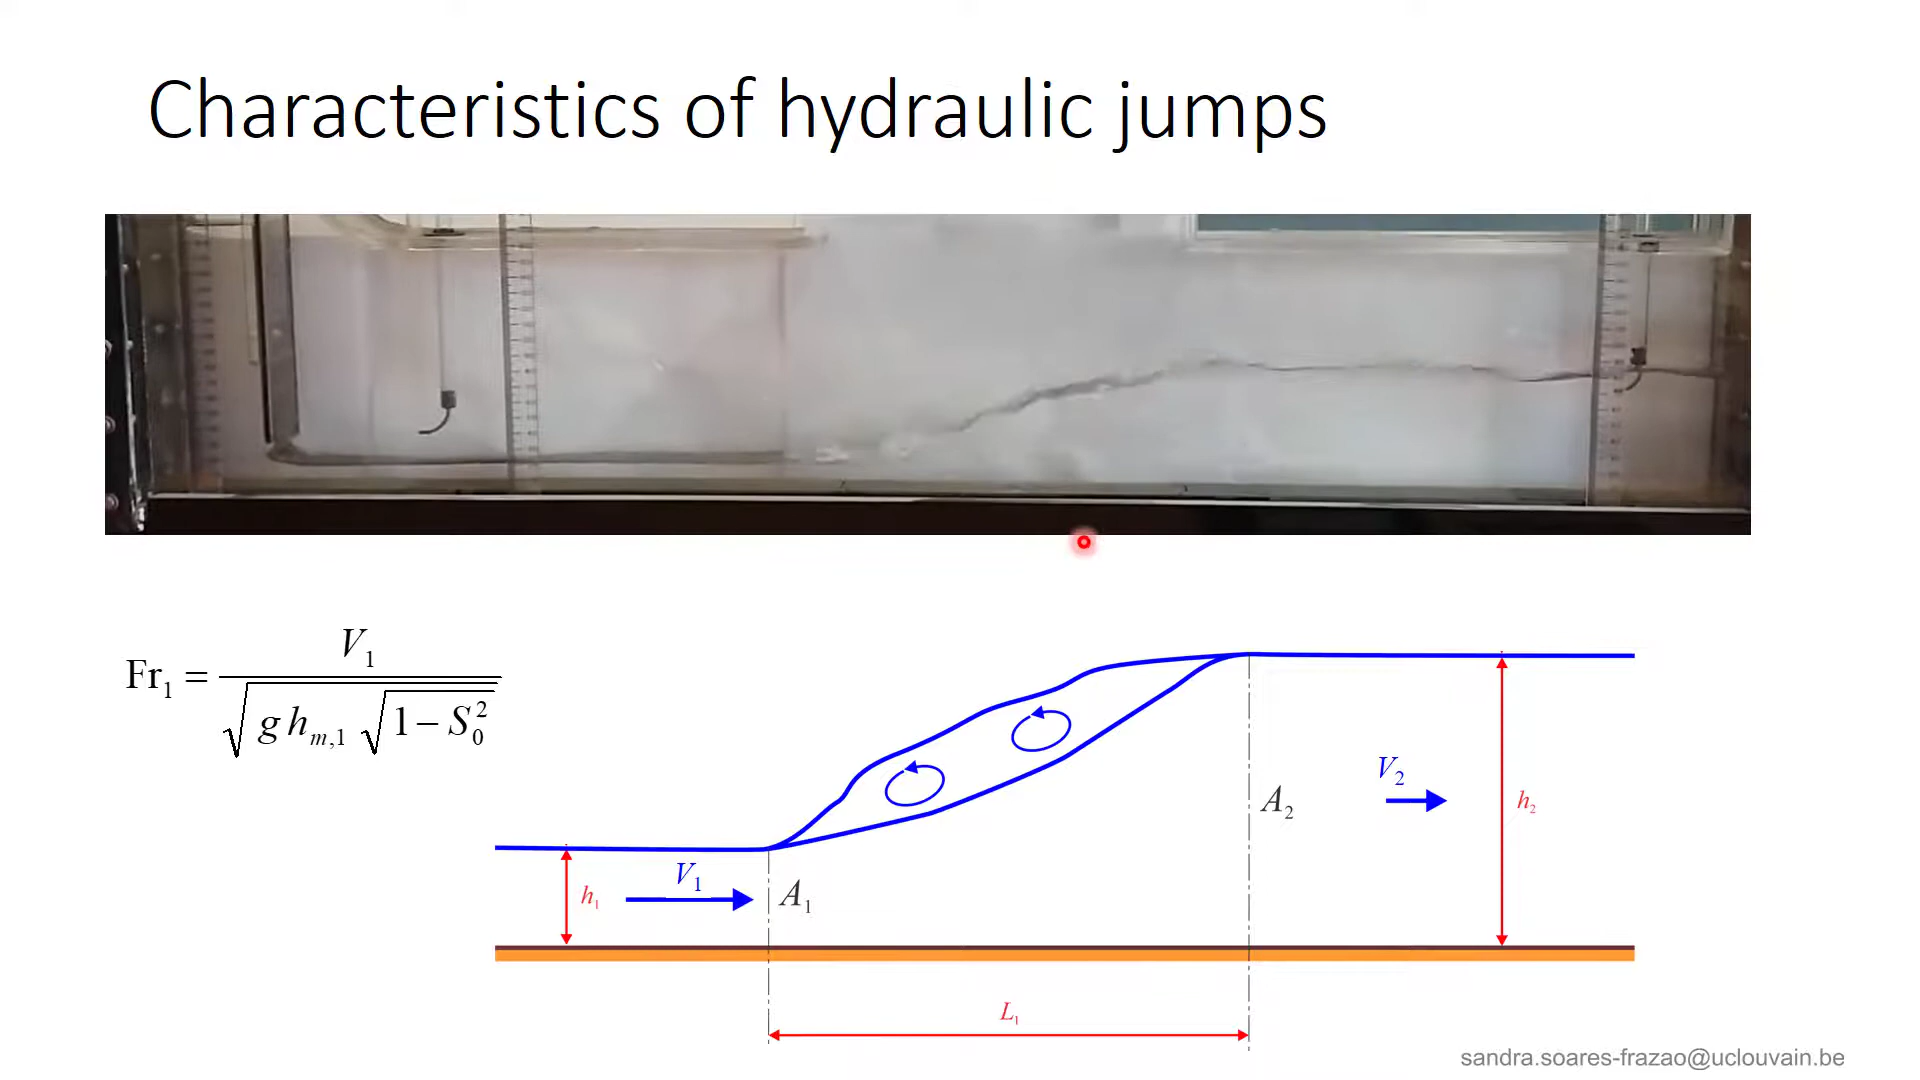 Characteristics of hydraulic jumps
Fr₁ = V₁ / √(g hₘ,₁ √(1 − S₀²))
V₂
A₂
h₂
V₁
A₁
h₁
L₁
sandra.soares-frazao@uclouvain.be